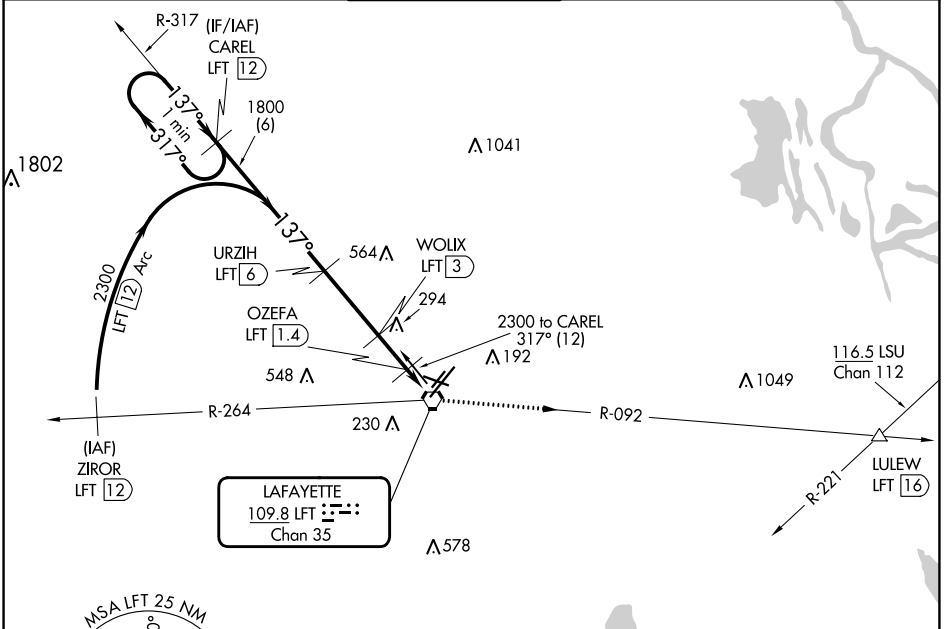 R-317 (IF/IAF)
CAREL
LFT 12
137°
1 min
317°
1800
(6)
1041
1802
137°
2300
LFT 12 Arc
URZIH
LFT 6
564
WOLIX
LFT 3
294
OZEFA
LFT 1.4
2300 to CAREL
317° (12)
192
548
116.5 LSU
Chan 112
1049
R-264
R-092
230
(IAF)
ZIROR
LFT 12
LULEW
LFT 16
R-221
LAFAYETTE
109.8 LFT
Chan 35
578
MSA LFT 25 NM
0°